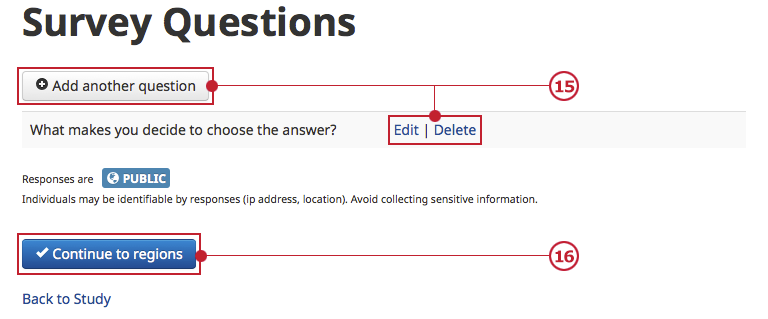 Survey Questions
Add another question
15
What makes you decide to choose the answer? Edit | Delete
Responses are PUBLIC
Individuals may be identifiable by responses (ip address, location). Avoid collecting sensitive information.
Continue to regions
16
Back to Study